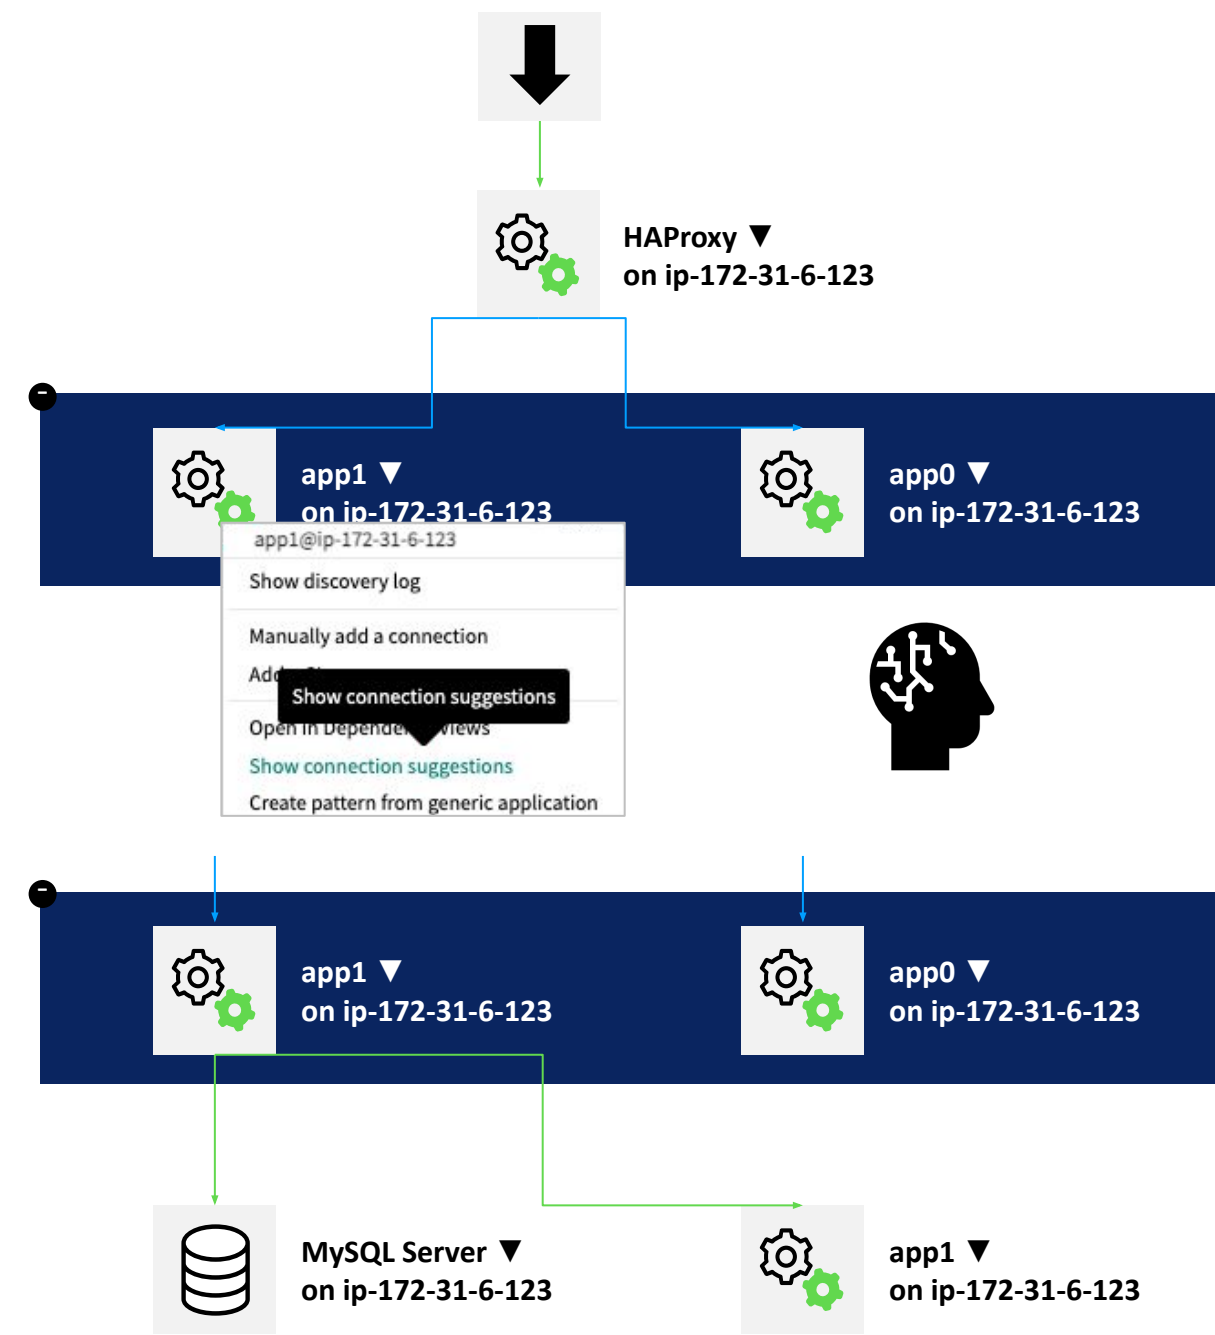 HAProxy ▼
on ip-172-31-6-123
-
app1 ▼
on ip-172-31-6-123
app0 ▼
on ip-172-31-6-123
app1@ip-172-31-6-123
Show discovery log
Manually add a connection
Show connection suggestions
Open in Views
Show connection suggestions
Create pattern from generic application
-
app1 ▼
on ip-172-31-6-123
app0 ▼
on ip-172-31-6-123
MySQL Server ▼
on ip-172-31-6-123
app1 ▼
on ip-172-31-6-123